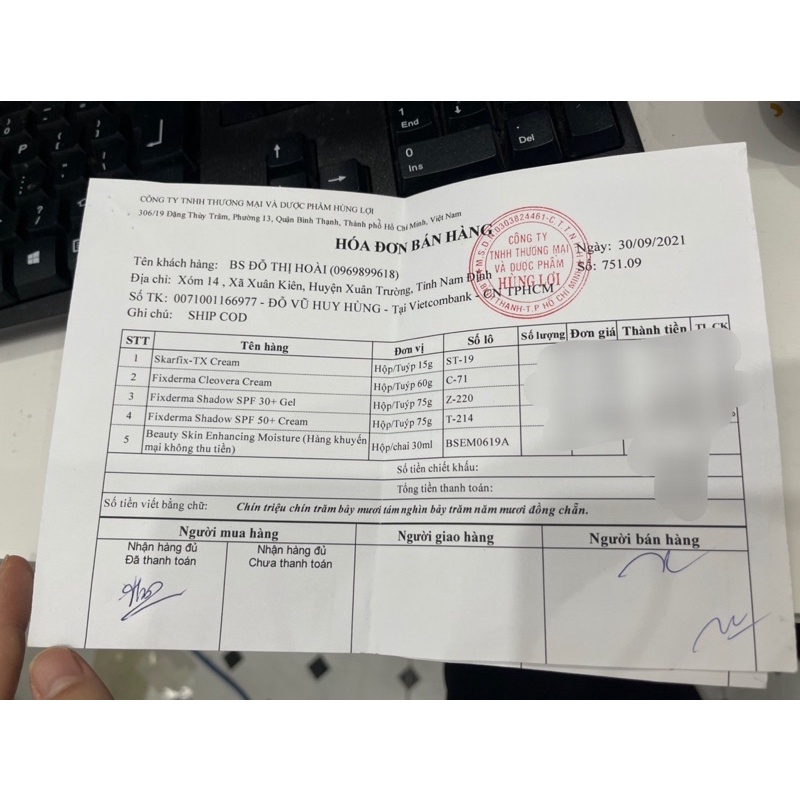 CÔNG TY TNHH THƯƠNG MẠI VÀ DƯỢC PHẨM HÙNG LỢI
306/19 Đặng Thùy Trâm, Phường 13, Quận Bình Thạnh, Thành phố Hồ Chí Minh, Việt Nam
HÓA ĐƠN BÁN HÀNG
M.S.D.N:0303824461-C.T.T.N
CÔNG TY
TNHH THƯƠNG MẠI
VÀ DƯỢC PHẨM
HÙNG LỢI
THẠNH-T.P HỒ CHÍ MINH
Ngày: 30/09/2021
Số: 751.09
Tên khách hàng: BS ĐỖ THỊ HOÀI (0969899618)
Địa chỉ: Xóm 14 , Xã Xuân Kiên, Huyện Xuân Trường, Tỉnh Nam Định
Số TK: 0071001166977 - ĐỖ VŨ HUY HÙNG - Tại Vietcombank - CN TPHCM
Ghi chú: SHIP COD
STT Tên hàng Đơn vị Số lô Số lượng Đơn giá Thành tiền TL CK
1 Skarfix-TX Cream Hộp/Tuýp 15g ST-19
2 Fixderma Cleovera Cream Hộp/Tuýp 60g C-71
3 Fixderma Shadow SPF 30+ Gel Hộp/Tuýp 75g Z-220
4 Fixderma Shadow SPF 50+ Cream Hộp/Tuýp 75g T-214
5 Beauty Skin Enhancing Moisture (Hàng khuyến mại không thu tiền) Hộp/chai 30ml BSEM0619A
Số tiền chiết khấu:
Tổng tiền thanh toán:
Số tiền viết bằng chữ: Chín triệu chín trăm bảy mươi tám nghìn bảy trăm năm mươi đồng chẵn.
Người mua hàng Người giao hàng Người bán hàng
Nhận hàng đủ Nhận hàng đủ
Đã thanh toán Chưa thanh toán
P
1
End
0
Ins
Del